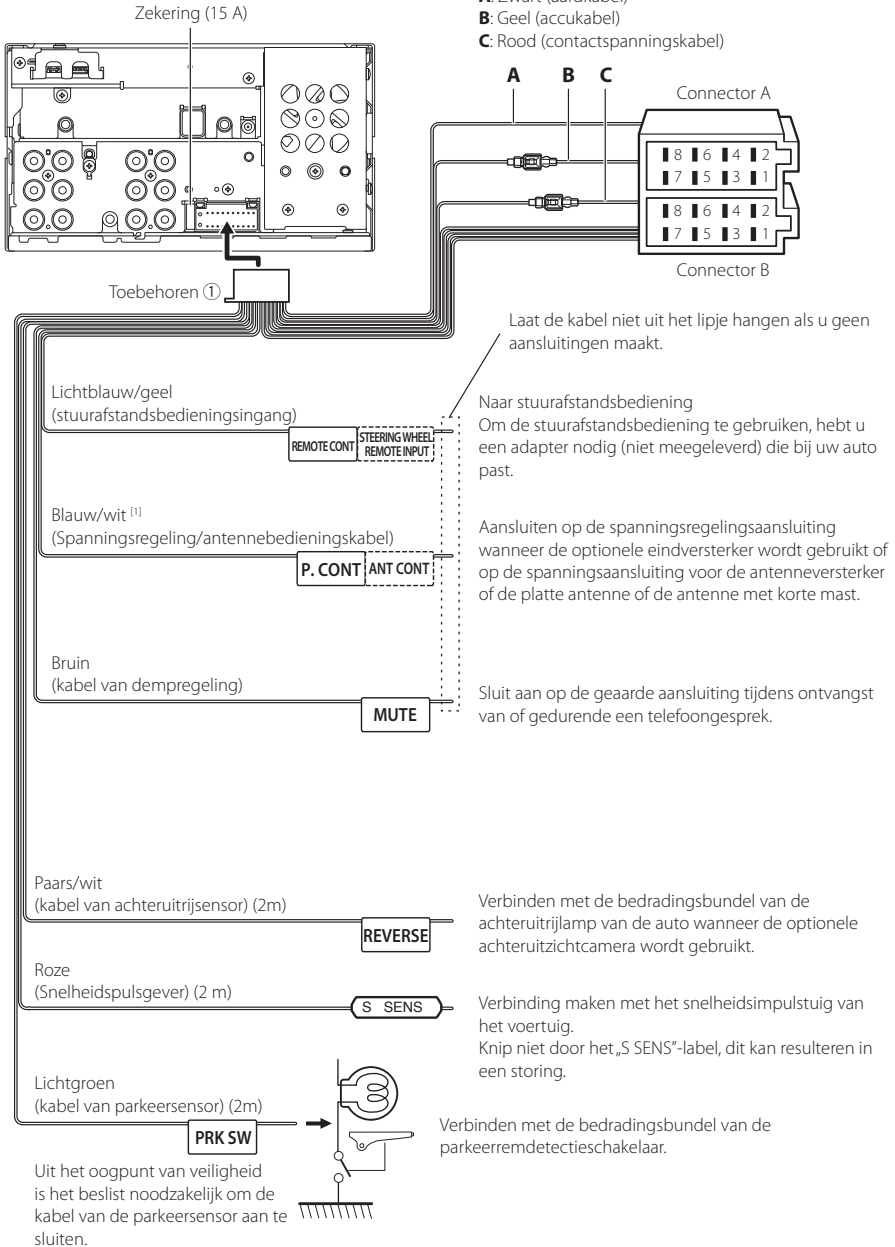 Zekering (15 A)
A: Zwart (aardkabel)
B: Geel (accukabel)
C: Rood (contactspanningskabel)
A B C
Connector A
8 6 4 2
7 5 3 1
8 6 4 2
7 5 3 1
Connector B
Toebehoren ①
Laat de kabel niet uit het lipje hangen als u geen
aansluitingen maakt.
Lichtblauw/geel
(stuurafstandsbedieningsingang)
REMOTE CONT
STEERING WHEEL
REMOTE INPUT
Naar stuurafstandsbediening
Om de stuurafstandsbediening te gebruiken, hebt u
een adapter nodig (niet meegeleverd) die bij uw auto
past.
Blauw/wit [1]
(Spanningsregeling/antennebedieningskabel)
P. CONT ANT CONT
Aansluiten op de spanningsregelingsaansluiting
wanneer de optionele eindversterker wordt gebruikt of
op de spanningsaansluiting voor de antenneversterker
of de platte antenne of de antenne met korte mast.
Bruin
(kabel van dempregeling)
MUTE
Sluit aan op de geaarde aansluiting tijdens ontvangst
van of gedurende een telefoongesprek.
Paars/wit
(kabel van achteruitrijsensor) (2m)
REVERSE
Verbinden met de bedradingsbundel van de
achteruitrijlamp van de auto wanneer de optionele
achteruitzichtcamera wordt gebruikt.
Roze
(Snelheidspulsgever) (2 m)
S SENS
Verbinding maken met het snelheidsimpulstuig van
het voertuig.
Knip niet door het „S SENS”-label, dit kan resulteren in
een storing.
Lichtgroen
(kabel van parkeersensor) (2m)
PRK SW
Verbinden met de bedradingsbundel van de
parkeerremdetectieschakelaar.
Uit het oogpunt van veiligheid
is het beslist noodzakelijk om de
kabel van de parkeersensor aan te
sluiten.